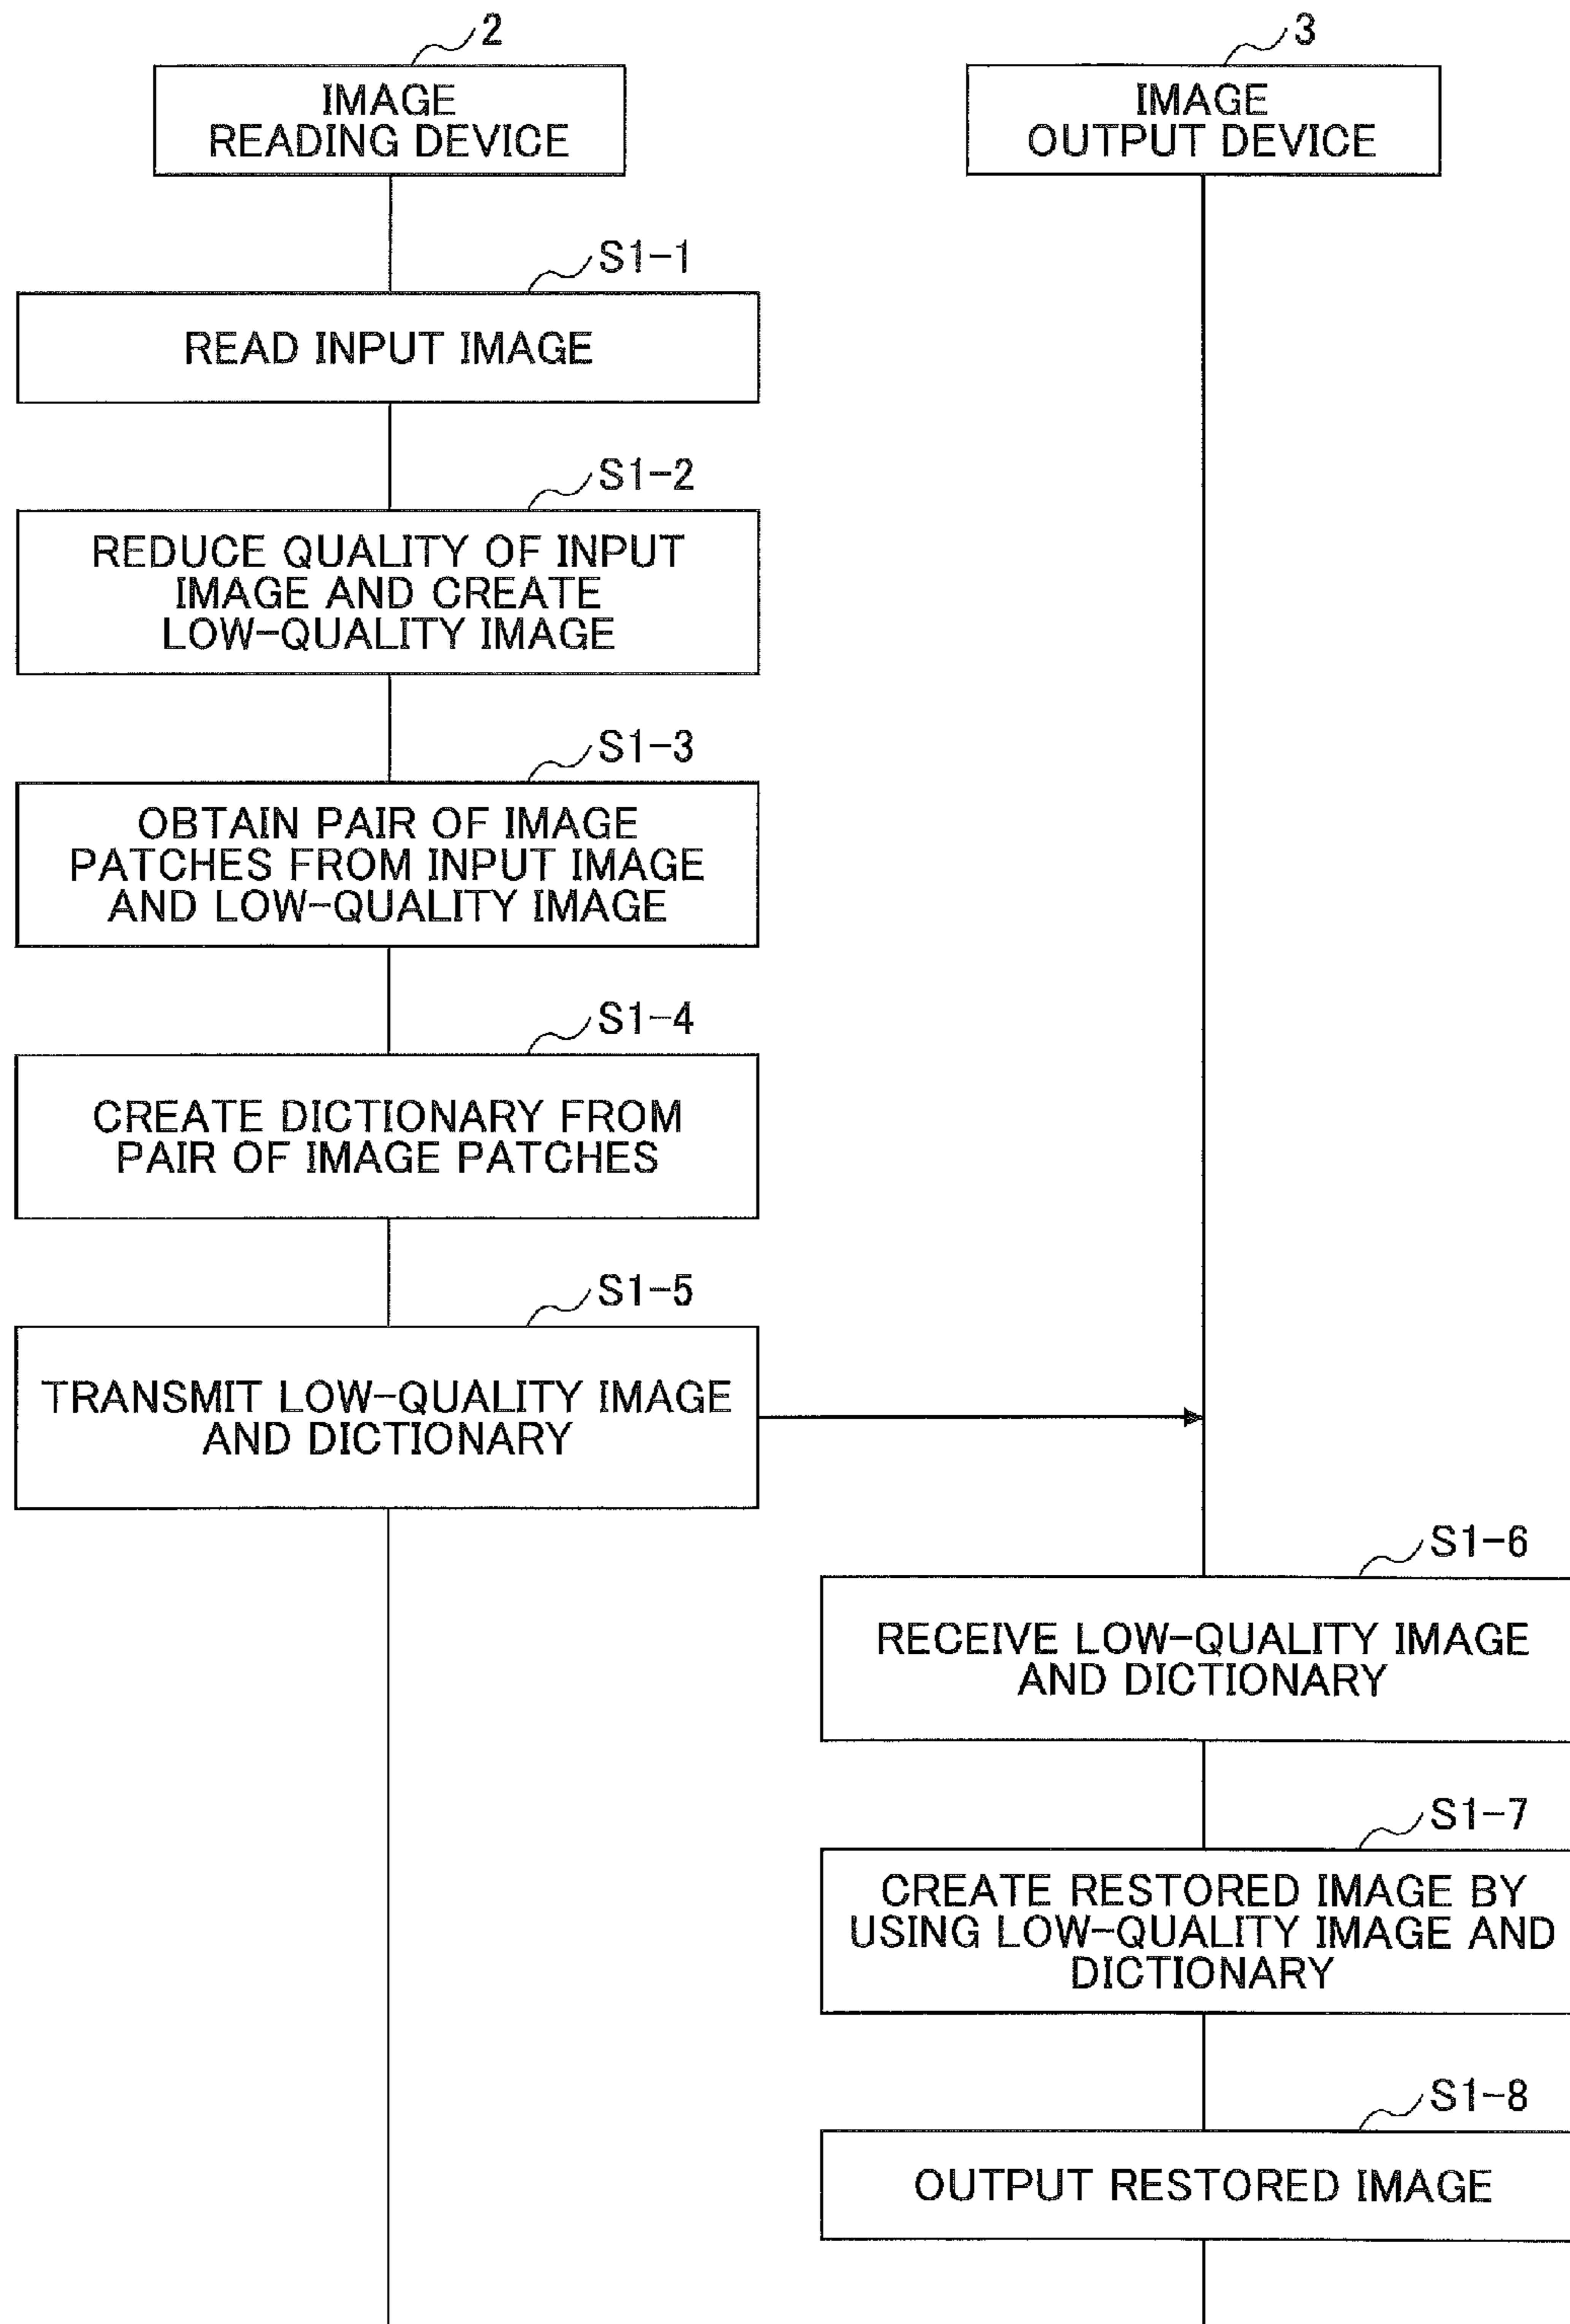 2
IMAGE
READING DEVICE
3
IMAGE
OUTPUT DEVICE
S1-1
READ INPUT IMAGE
S1-2
REDUCE QUALITY OF INPUT
IMAGE AND CREATE
LOW-QUALITY IMAGE
S1-3
OBTAIN PAIR OF IMAGE
PATCHES FROM INPUT IMAGE
AND LOW-QUALITY IMAGE
S1-4
CREATE DICTIONARY FROM
PAIR OF IMAGE PATCHES
S1-5
TRANSMIT LOW-QUALITY IMAGE
AND DICTIONARY
S1-6
RECEIVE LOW-QUALITY IMAGE
AND DICTIONARY
S1-7
CREATE RESTORED IMAGE BY
USING LOW-QUALITY IMAGE AND
DICTIONARY
S1-8
OUTPUT RESTORED IMAGE